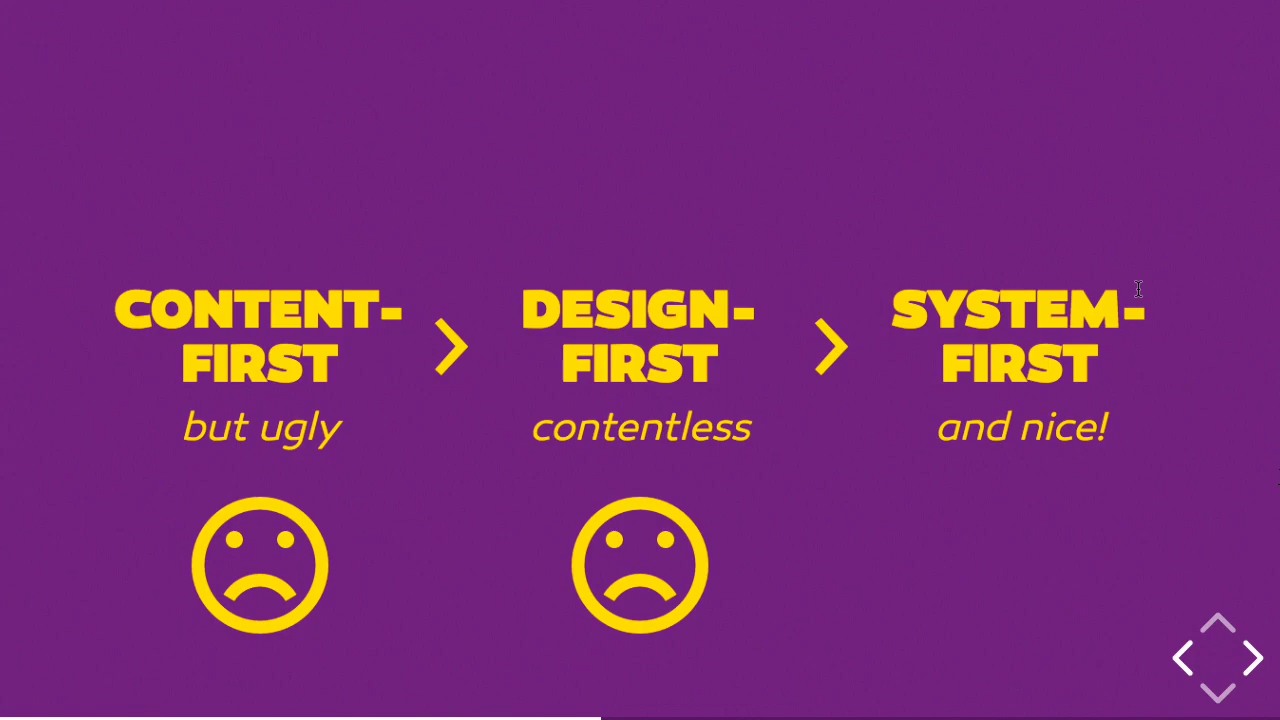 CONTENT-
FIRST
but ugly
DESIGN-
FIRST
contentless
SYSTEM-
FIRST
and nice!